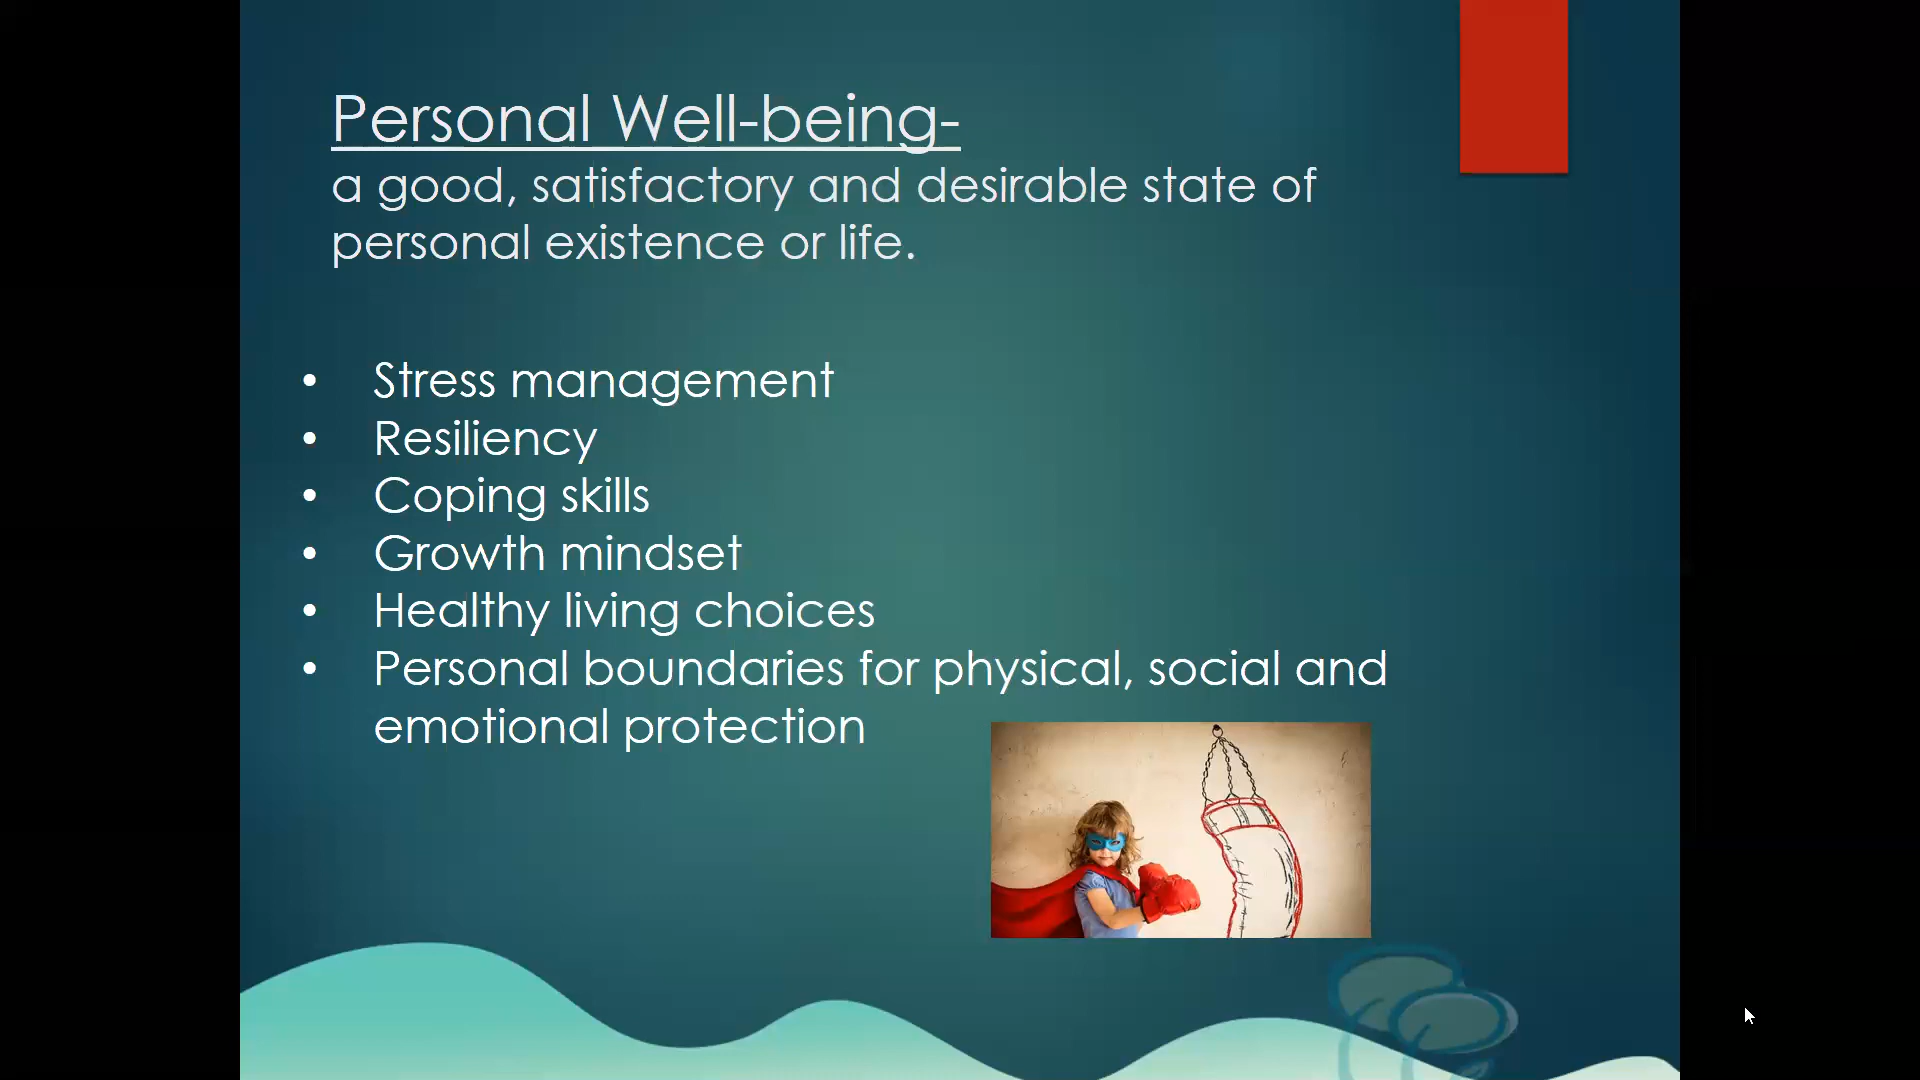 Personal Well-being-
a good, satisfactory and desirable state of
personal existence or life.
• Stress management
• Resiliency
• Coping skills
• Growth mindset
• Healthy living choices
• Personal boundaries for physical, social and
emotional protection